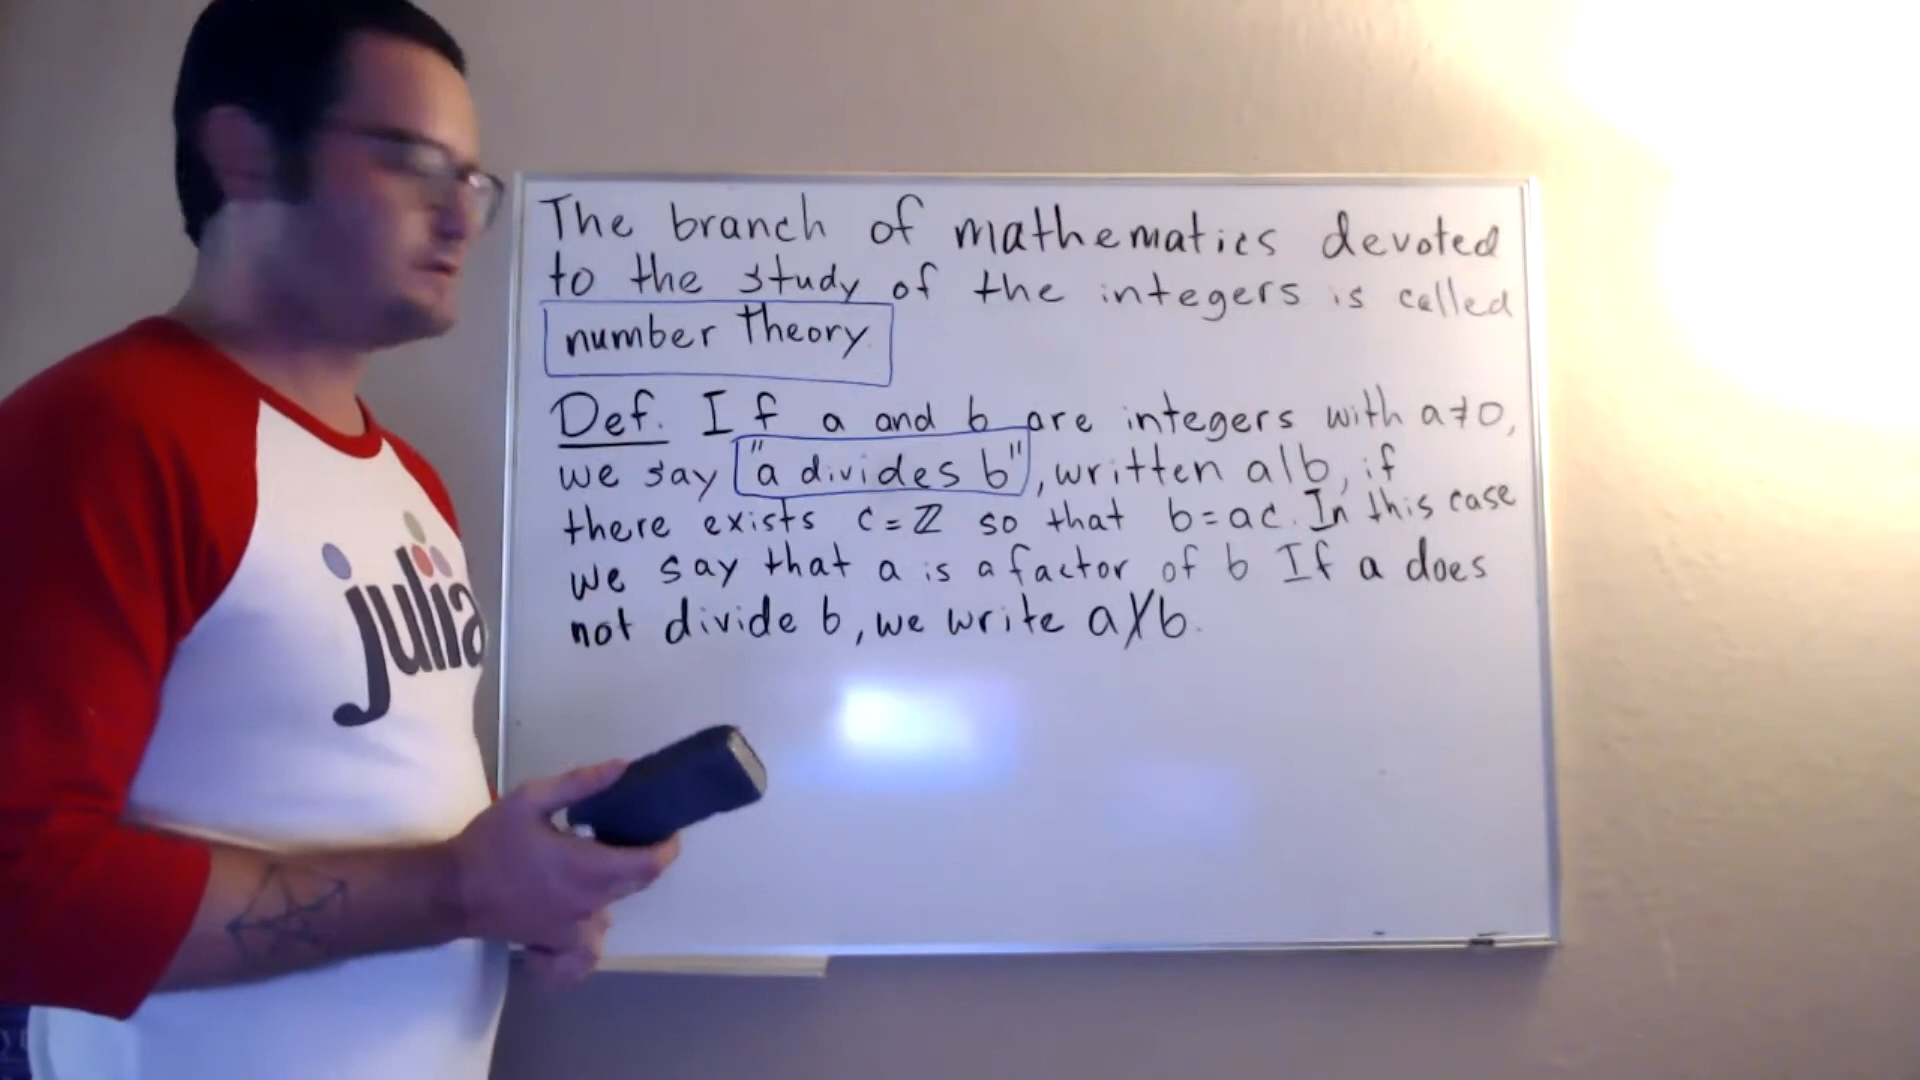 The branch of mathematics devoted
to the study of the integers is called
number theory.
Def. If a and b are integers with a≠0,
we say "a divides b", written a|b, if
there exists c=ℤ so that b=ac. In this case
we say that a is a factor of b If a does
not divide b, we write a∤b.
julia